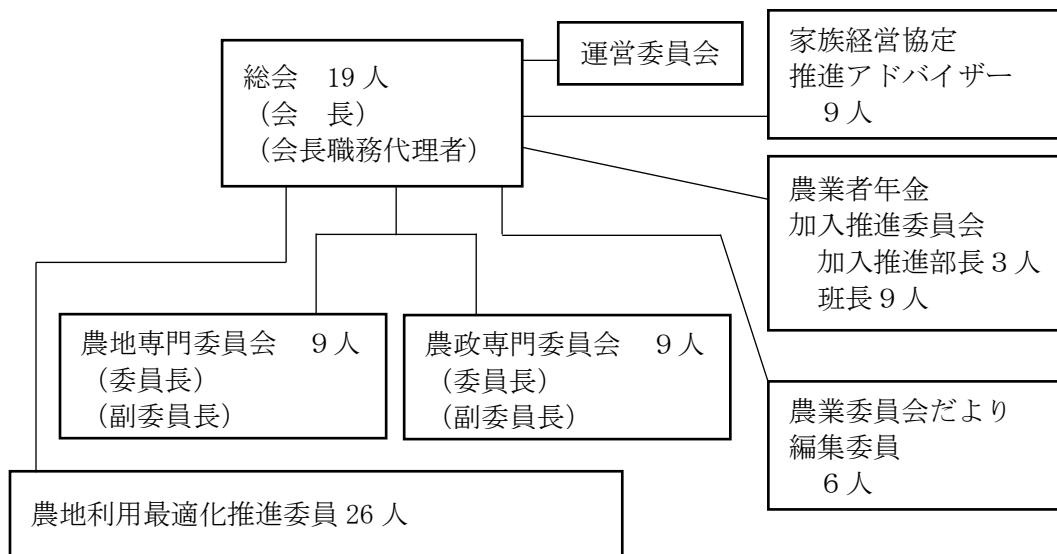 総会　19人
（会　長）
（会長職務代理者）
運営委員会
家族経営協定
推進アドバイザー
９人
農業者年金
加入推進委員会
加入推進部長３人
班長９人
農地専門委員会　９人
（委員長）
（副委員長）
農政専門委員会　９人
（委員長）
（副委員長）
農業委員会だより
編集委員
６人
農地利用最適化推進委員 26 人